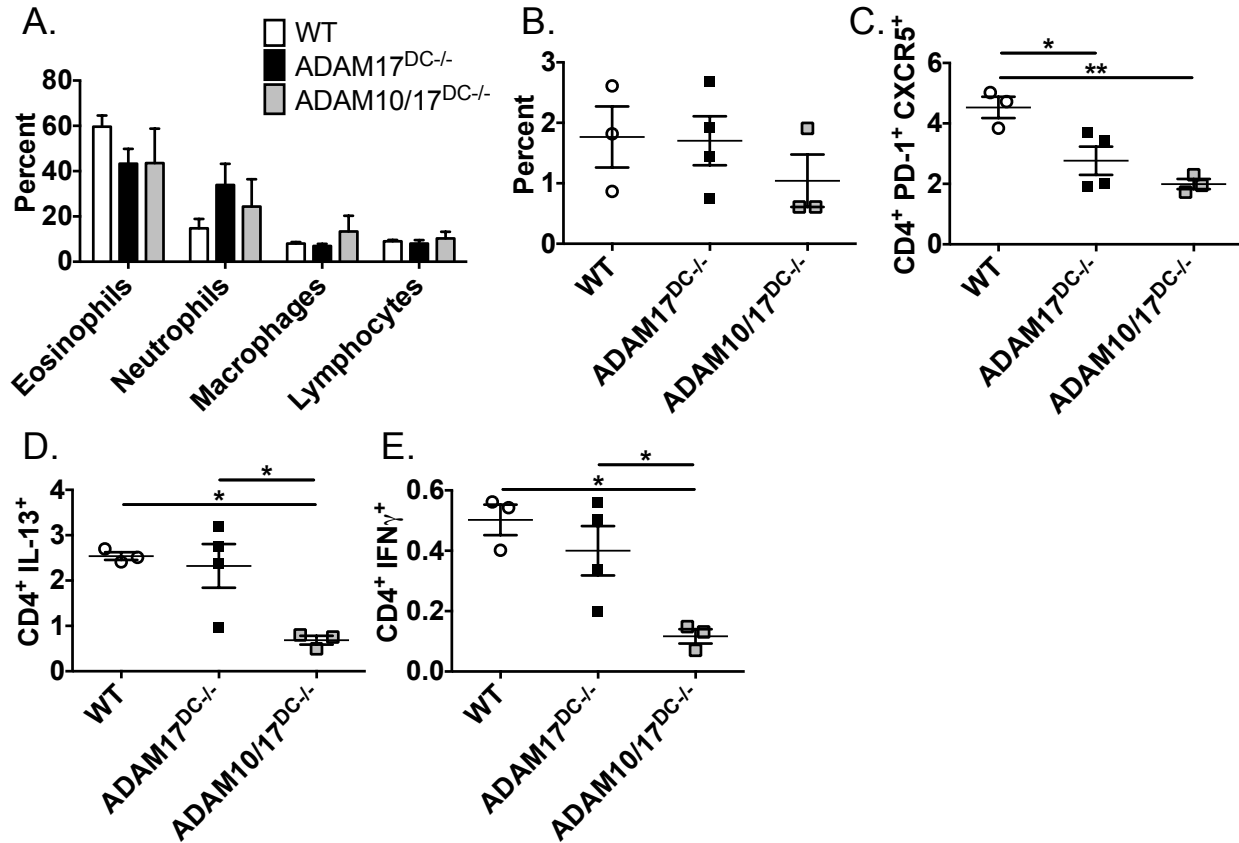 A.
WT
ADAM17DC-/-
ADAM10/17DC-/-
Percent
80
60
40
20
0
Eosinophils
Neutrophils
Macrophages
Lymphocytes
B.
Percent
3
2
1
0
WT
ADAM17DC-/-
ADAM10/17DC-/-
C.
CD4+ PD-1+ CXCR5+
6
4
2
0
*
**
WT
ADAM17DC-/-
ADAM10/17DC-/-
D.
CD4+ IL-13+
4
3
2
1
0
*
*
WT
ADAM17DC-/-
ADAM10/17DC-/-
E.
CD4+ IFNγ+
0.6
0.4
0.2
0.0
*
*
WT
ADAM17DC-/-
ADAM10/17DC-/-